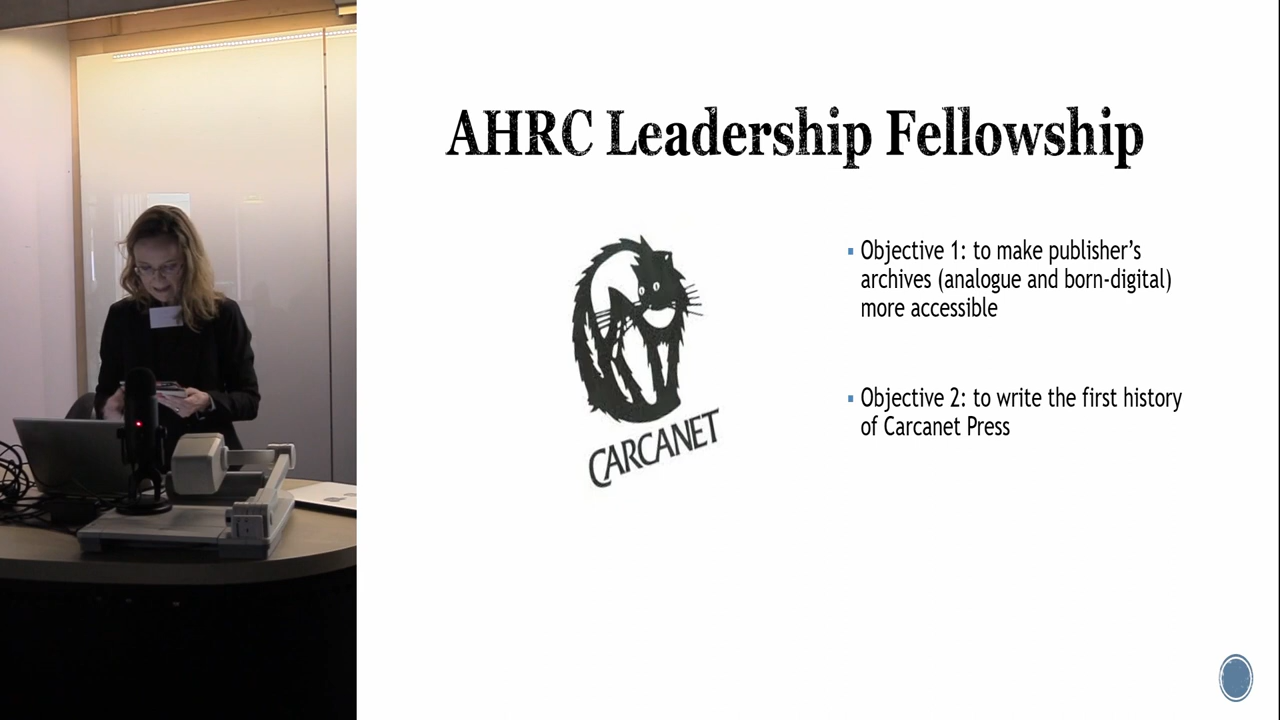 AHRC Leadership Fellowship
CARCANET
Objective 1: to make publisher’s
archives (analogue and born-digital)
more accessible
Objective 2: to write the first history
of Carcanet Press